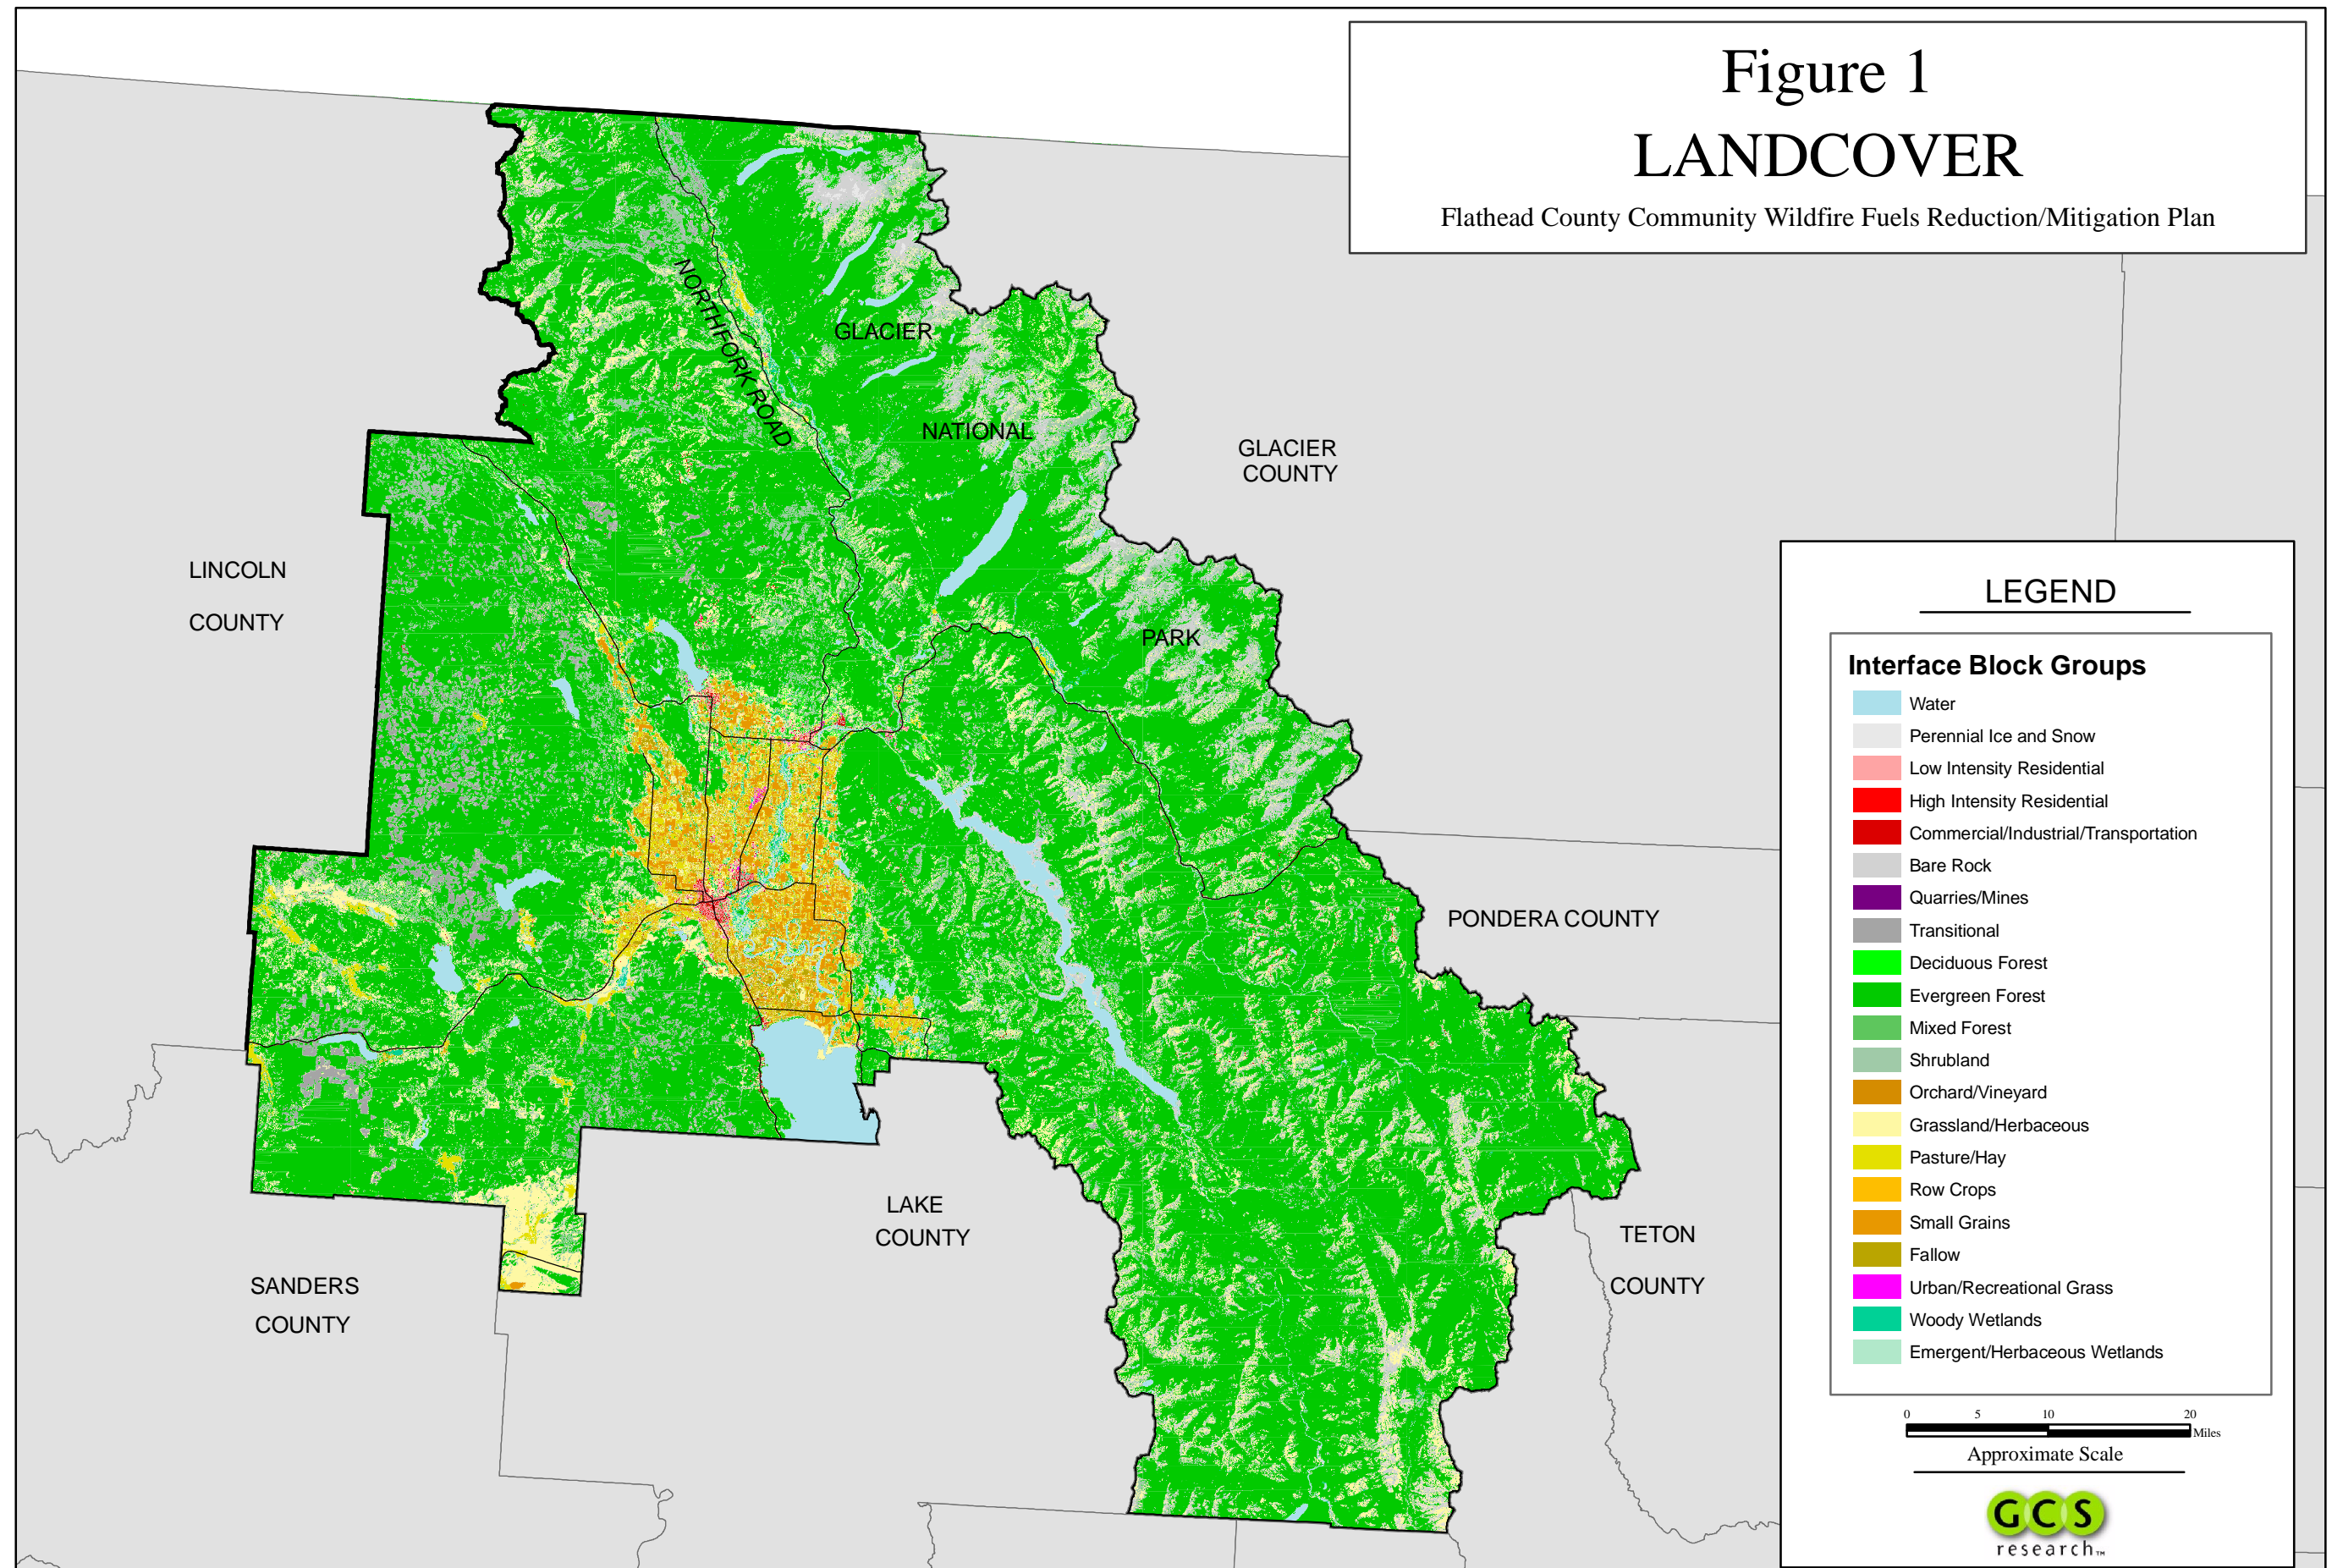 Figure 1
LANDCOVER
Flathead County Community Wildfire Fuels Reduction/Mitigation Plan
NORTHFORK ROAD
GLACIER
NATIONAL
PARK
GLACIER
COUNTY
LINCOLN
COUNTY
PONDERA COUNTY
LAKE
COUNTY
TETON
COUNTY
SANDERS
COUNTY
LEGEND
Interface Block Groups
Water
Perennial Ice and Snow
Low Intensity Residential
High Intensity Residential
Commercial/Industrial/Transportation
Bare Rock
Quarries/Mines
Transitional
Deciduous Forest
Evergreen Forest
Mixed Forest
Shrubland
Orchard/Vineyard
Grassland/Herbaceous
Pasture/Hay
Row Crops
Small Grains
Fallow
Urban/Recreational Grass
Woody Wetlands
Emergent/Herbaceous Wetlands
0 5 10 20
Miles
Approximate Scale
GCS
research™